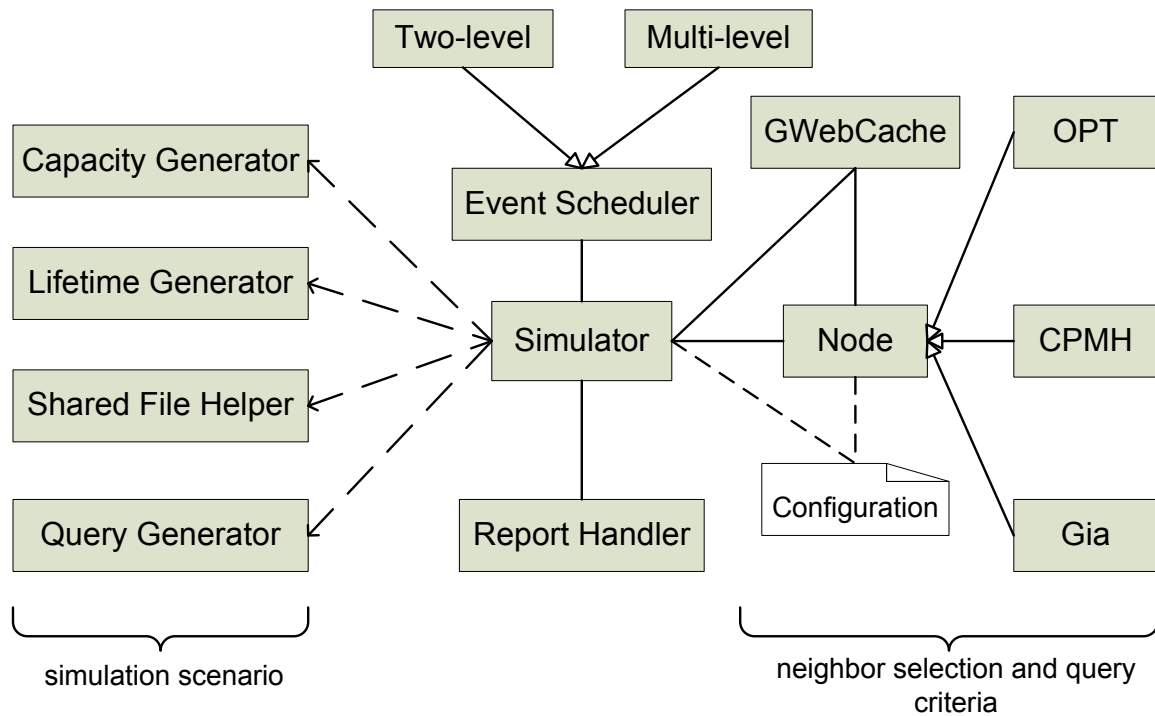 Two-level
Multi-level
GWebCache
OPT
Capacity Generator
Event Scheduler
Lifetime Generator
Simulator
Node
CPMH
Shared File Helper
Query Generator
Report Handler
Configuration
Gia
simulation scenario
neighbor selection and query
criteria